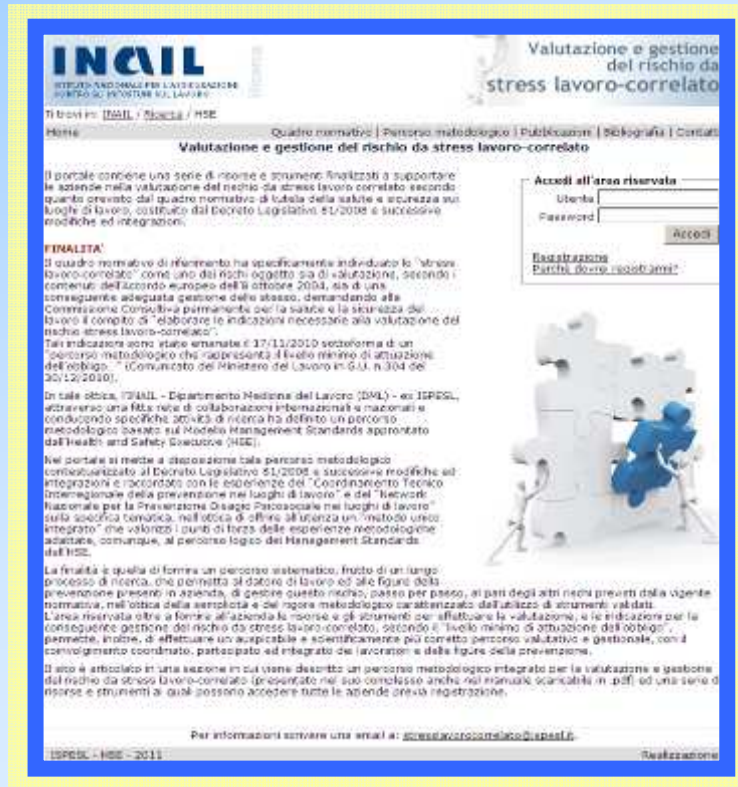 INAIL
ISTITUTO NAZIONALE PER L'ASSICURAZIONE
CONTRO GLI INFORTUNI SUL LAVORO
Ricerca
Valutazione e gestione
del rischio da
stress lavoro-correlato
Ti trovi in: INAIL / Ricerca / HSE
Home
Quadro normativo | Percorso metodologico | Pubblicazioni | Bibliografia | Contatti
Valutazione e gestione del rischio da stress lavoro-correlato
Il portale contiene una serie di risorse e strumenti finalizzati a supportare
le aziende nella valutazione del rischio da stress lavoro correlato secondo
quanto previsto dal quadro normativo di tutela della salute e sicurezza sui
luoghi di lavoro, costituito dal Decreto Legislativo 81/2008 e successive
modifiche ed integrazioni.
Accedi all'area riservata
Utente
Password
Accedi
Registrazione
Perchè devo registrarmi?
FINALITA'
Il quadro normativo di riferimento ha specificamente individuato lo "stress
lavoro-correlato" come uno dei rischi oggetto sia di valutazione, secondo i
contenuti dell'Accordo europeo dell'8 ottobre 2004, sia di una
conseguente adeguata gestione dello stesso, demandando alla
Commissione Consultiva permanente per la salute e la sicurezza del
lavoro il compito di "elaborare le indicazioni necessarie alla valutazione del
rischio stress lavoro-correlato".
Tali indicazioni sono state emanate il 17/11/2010 sottoforma di un
"percorso metodologico che rappresenta il livello minimo di attuazione
dell'obbligo..." (Comunicato del Ministero del Lavoro in G.U. n.304 del
30/12/2010).
In tale ottica, l'INAIL - Dipartimento Medicina del Lavoro (DML) - ex ISPESL,
attraverso una fitta rete di collaborazioni internazionali e nazionali e
conducendo specifiche attività di ricerca ha definito un percorso
metodologico basato sul Modello Management Standards approntato
dall'Health and Safety Executive (HSE).
Nel portale si mette a disposizione tale percorso metodologico
contestualizzato al Decreto Legislativo 81/2008 e successive modifiche ed
integrazioni e raccordato con le esperienze del "Coordinamento Tecnico
Interregionale della prevenzione nei luoghi di lavoro" e del "Network
Nazionale per la Prevenzione Disagio Psicosociale nei luoghi di lavoro"
sulla specifica tematica, nell'ottica di offrire all'utenza un "metodo unico
integrato" che valorizzi i punti di forza delle esperienze metodologiche
adattate, comunque, al percorso logico dei Management Standards
dell'HSE.
La finalità è quella di fornire un percorso sistematico, frutto di un lungo
processo di ricerca, che permetta al datore di lavoro ed alle figure della
prevenzione presenti in azienda, di gestire questo rischio, passo per passo, al pari degli altri rischi previsti dalla vigente
normativa, nell'ottica della semplicità e del rigore metodologico caratterizzato dall'utilizzo di strumenti validati.
L'area riservata oltre a fornire all'azienda le risorse e gli strumenti per effettuare la valutazione, e le indicazioni per la
conseguente gestione del rischio da stress lavoro-correlato, secondo il "livello minimo di attuazione dell'obbligo",
permette, inoltre, di effettuare un auspicabile e scientificamente più corretto percorso valutativo e gestionale, con il
coinvolgimento coordinato, partecipato ed integrato dei lavoratori e delle figure della prevenzione.
Il sito è articolato in una sezione in cui viene descritto un percorso metodologico integrato per la valutazione e gestione
del rischio da stress lavoro-correlato (presentato nel suo complesso anche nel manuale scaricabile in .pdf) ed una serie d
risorse e strumenti ai quali possono accedere tutte le aziende previa registrazione.
Per informazioni scrivere una email a: stresslavorocorrelato@ispesl.it.
ISPESL - HSE - 2011
Realizzazione